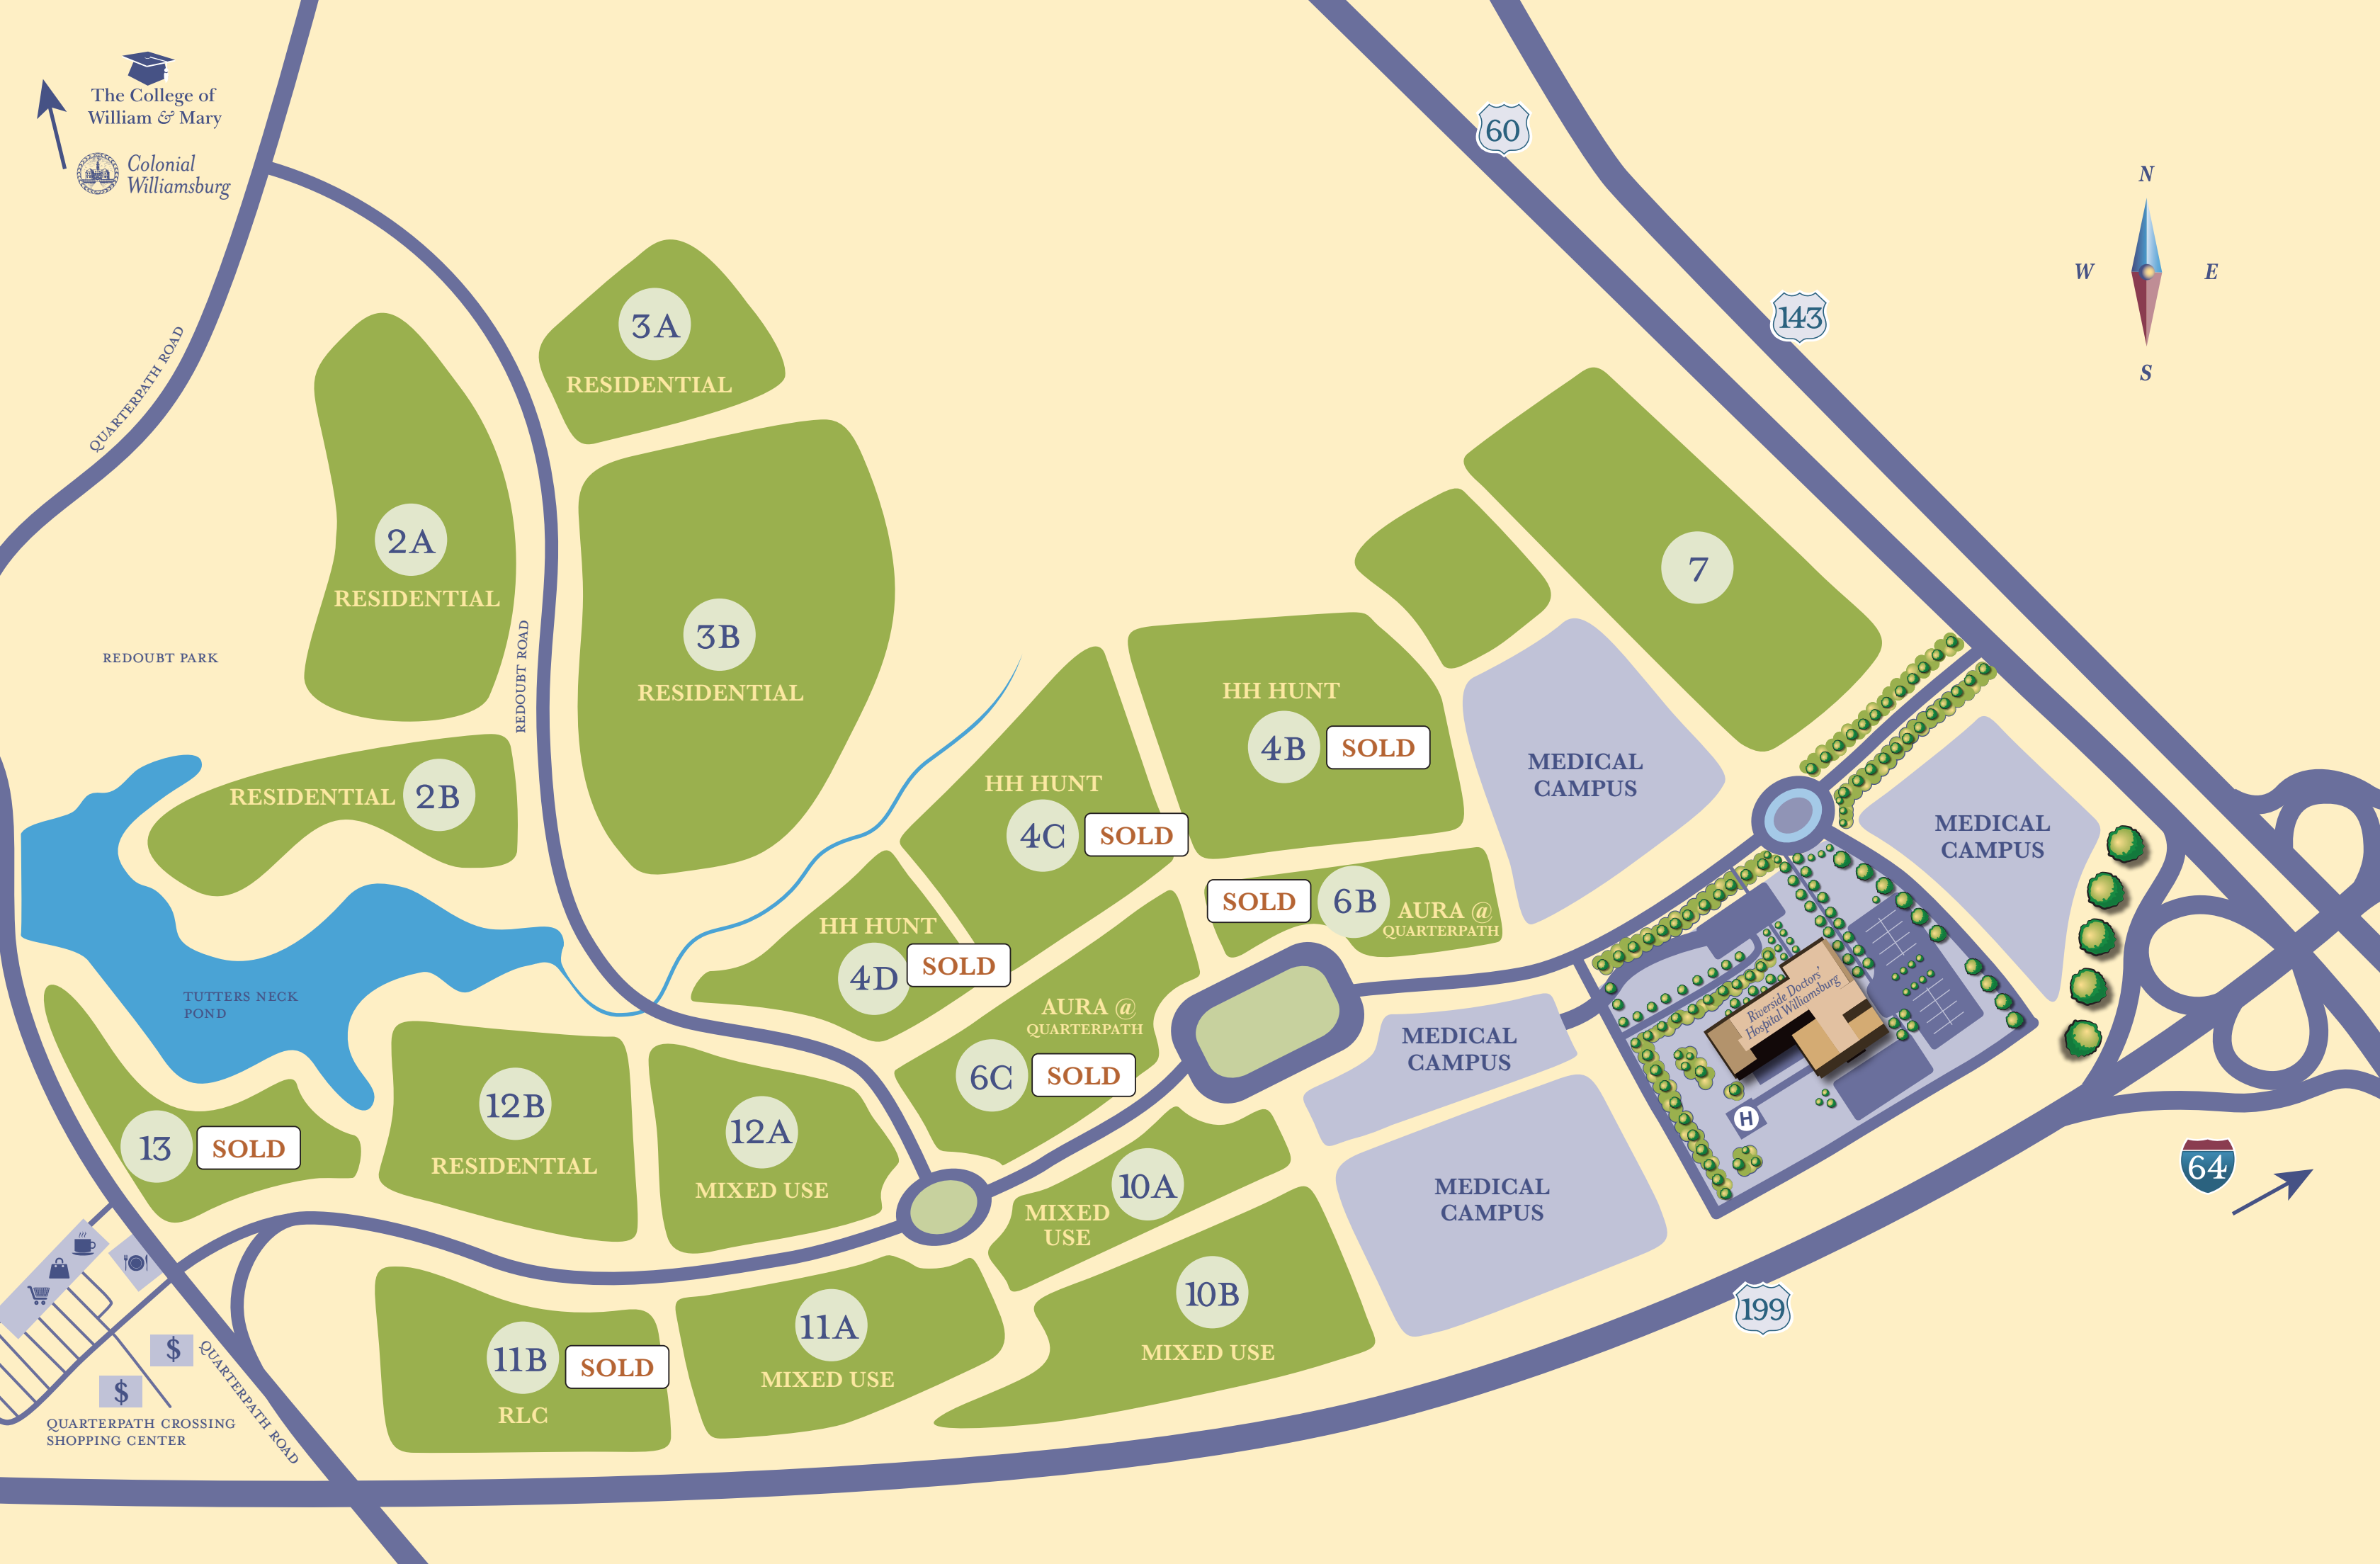 The College of
William & Mary
Colonial
Williamsburg
60
143
N
W
E
S
QUARTERPATH ROAD
3A
RESIDENTIAL
2A
RESIDENTIAL
REDOUBT ROAD
3B
RESIDENTIAL
7
REDOUBT PARK
RESIDENTIAL 2B
HH HUNT
4B SOLD
HH HUNT
4C SOLD
MEDICAL
CAMPUS
MEDICAL
CAMPUS
SOLD 6B AURA @
QUARTERPATH
HH HUNT
4D SOLD
TUTTERS NECK
POND
AURA @
QUARTERPATH
6C SOLD
MEDICAL
CAMPUS
Riverside Doctors'
Hospital Williamsburg
H
13 SOLD
12B
RESIDENTIAL
12A
MIXED USE
10A
MIXED
USE
MEDICAL
CAMPUS
64
199
10B
MIXED USE
11A
MIXED USE
11B SOLD
RLC
$
$
QUARTERPATH ROAD
QUARTERPATH CROSSING
SHOPPING CENTER